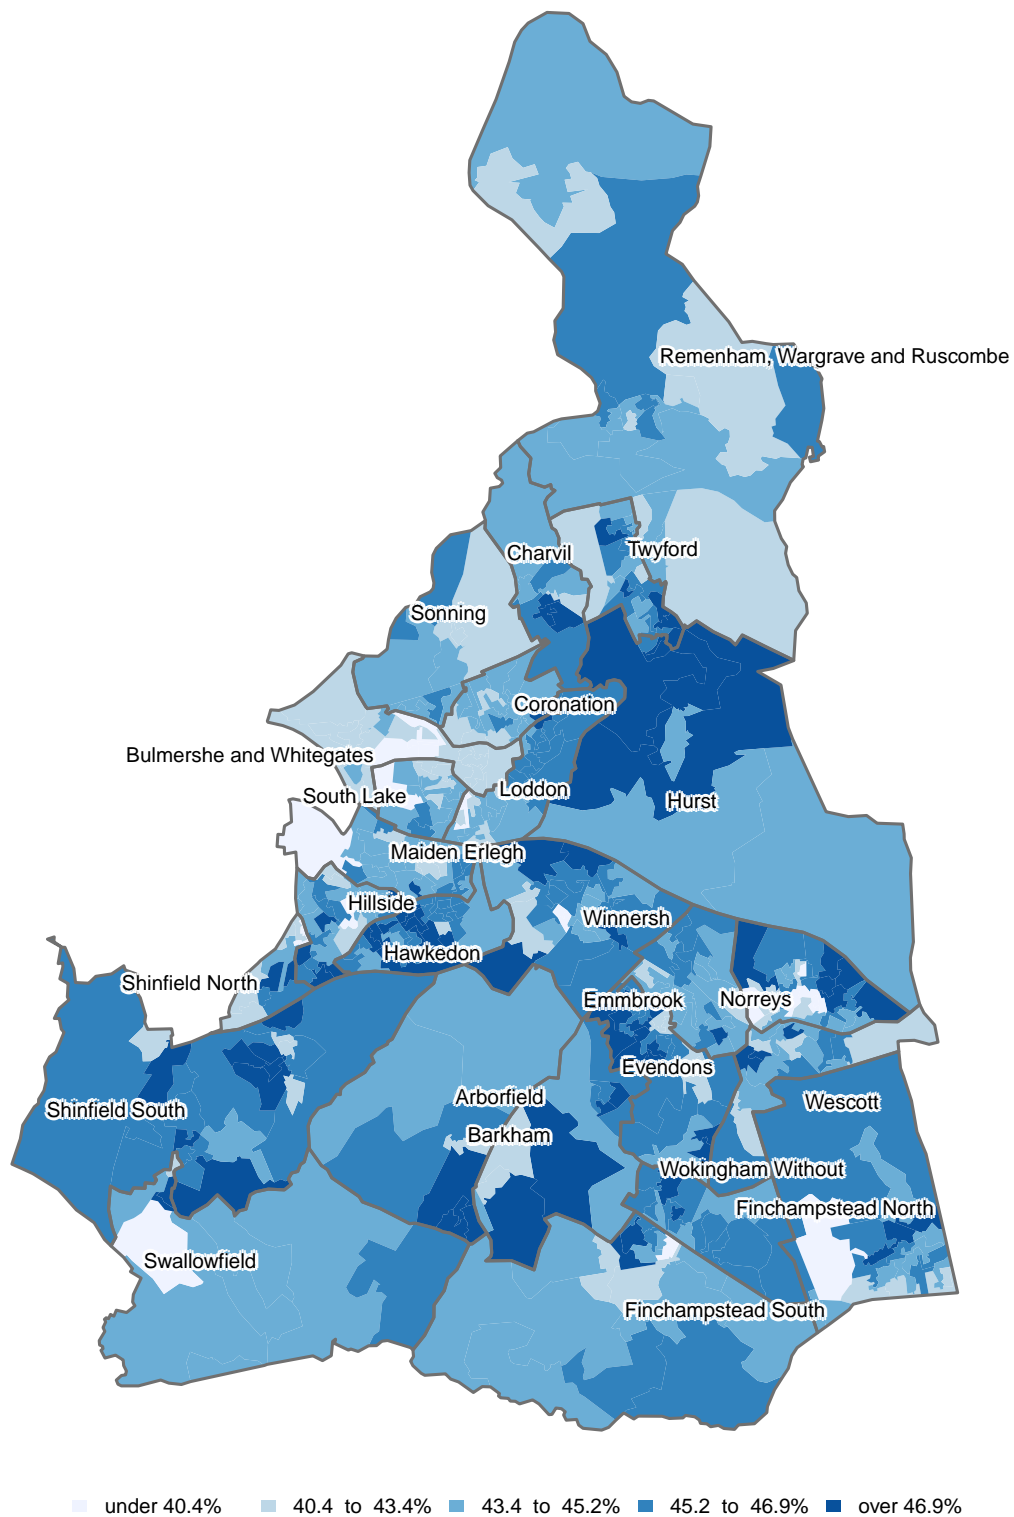 Remenham, Wargrave and Ruscombe
Charvil
Twyford
Sonning
Coronation
Bulmershe and Whitegates
South Lake
Loddon
Hurst
Maiden Erlegh
Hillside
Winnersh
Hawkedon
Shinfield North
Emmbrook
Norreys
Evendons
Arborfield
Wescott
Shinfield South
Barkham
Wokingham Without
Finchampstead North
Swallowfield
Finchampstead South
under 40.4% 40.4 to 43.4% 43.4 to 45.2% 45.2 to 46.9% over 46.9%